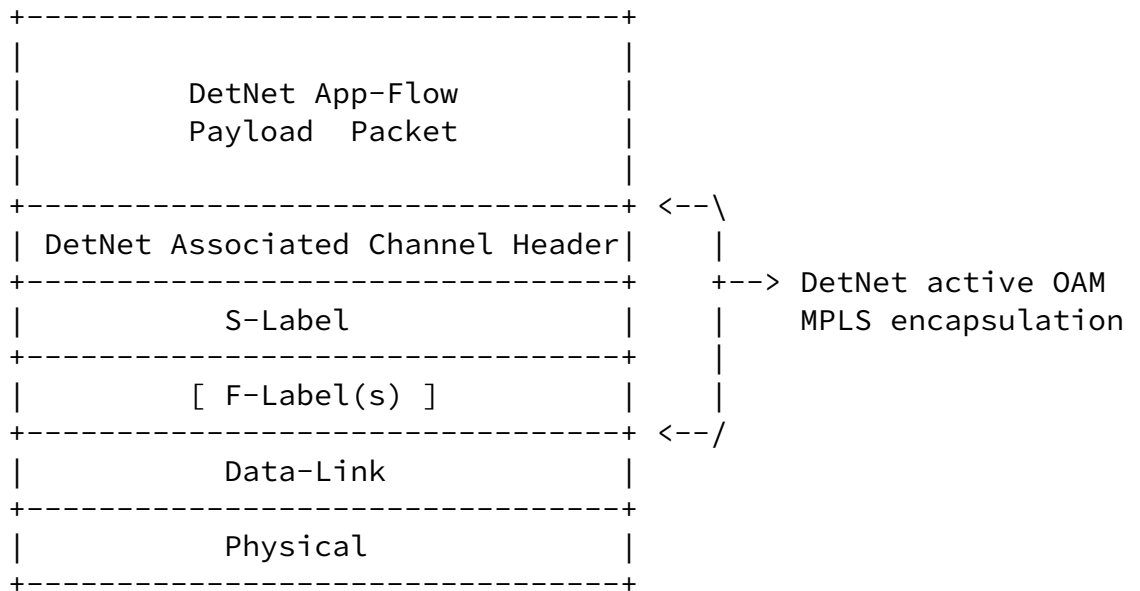 DetNet App-Flow
Payload Packet
DetNet Associated Channel Header
DetNet active OAM
S-Label
MPLS encapsulation
[ F-Label(s) ]
Data-Link
Physical